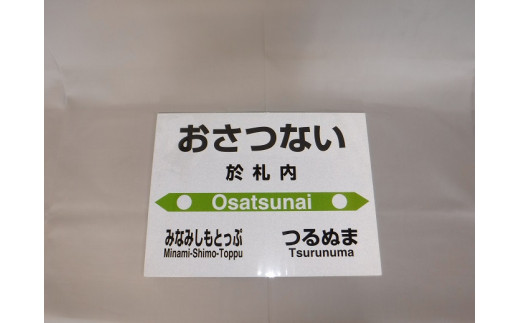 おさつない
於札内
Osatsunai
みなみしもとっぷ つるぬま
Minami-Shimo-Toppu Tsurunuma